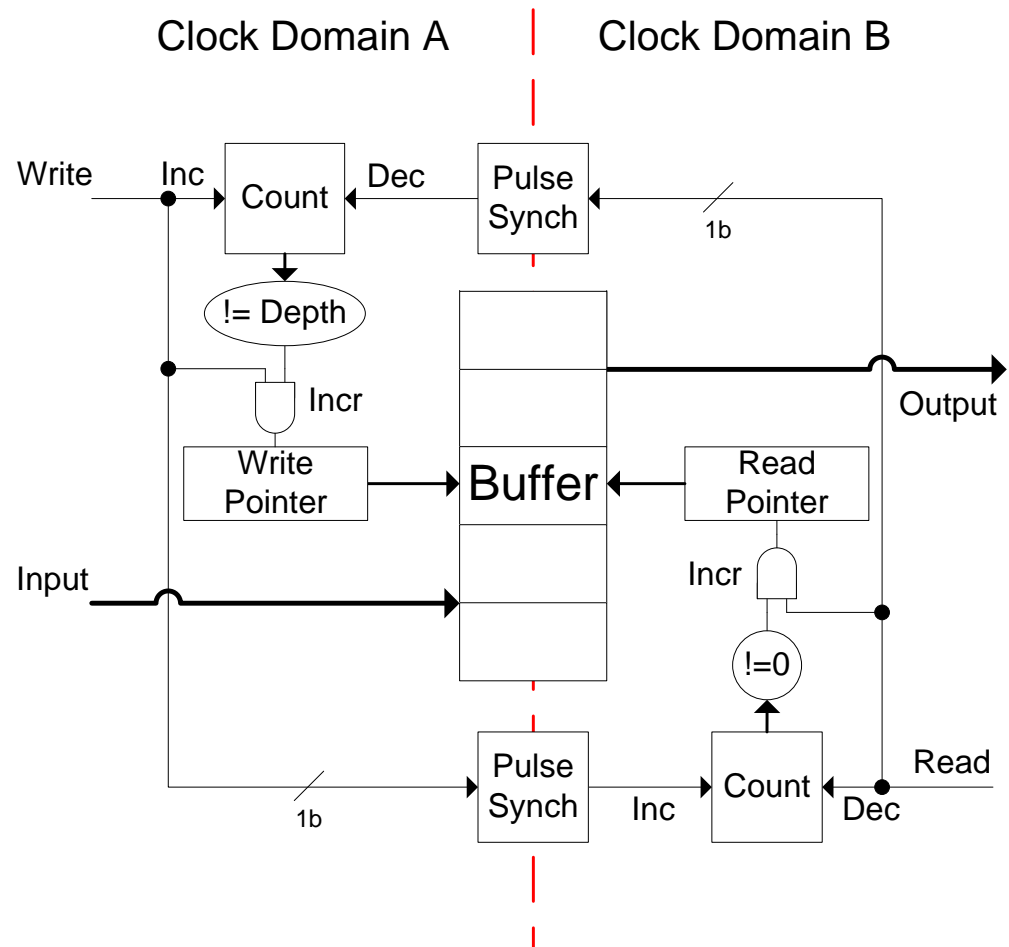 Clock Domain A
Clock Domain B
Write
Inc
Count
Dec
Pulse
Synch
1b
!= Depth
Incr
Output
Write
Pointer
Buffer
Read
Pointer
Input
Incr
!=0
1b
Pulse
Synch
Inc
Count
Dec
Read